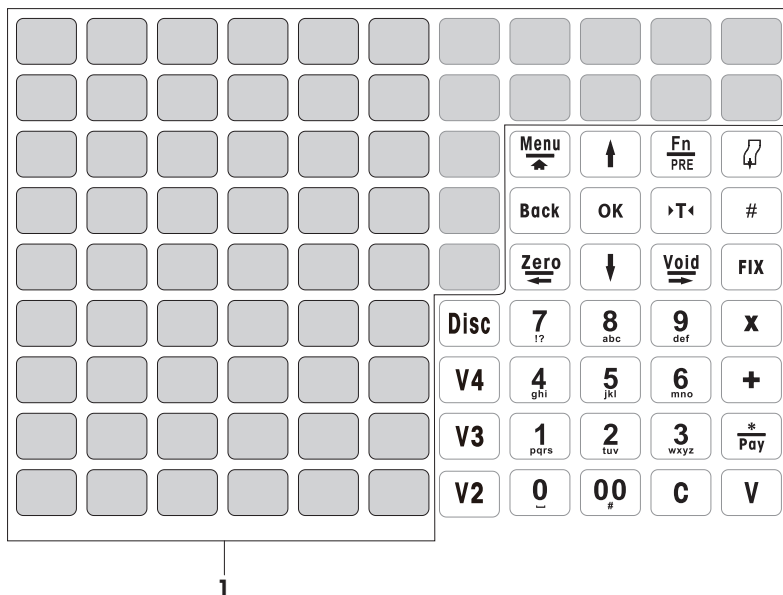 Menu Fn
PRE
Back OK ▸T◂ #
Zero Void FIX
Disc 7 8 9 x
!? abc def
V4 4 5 6 +
ghi jkl mno
V3 1 2 3 *
pqrs tuv wxyz Pay
V2 0 00 C V
⎵ #
1